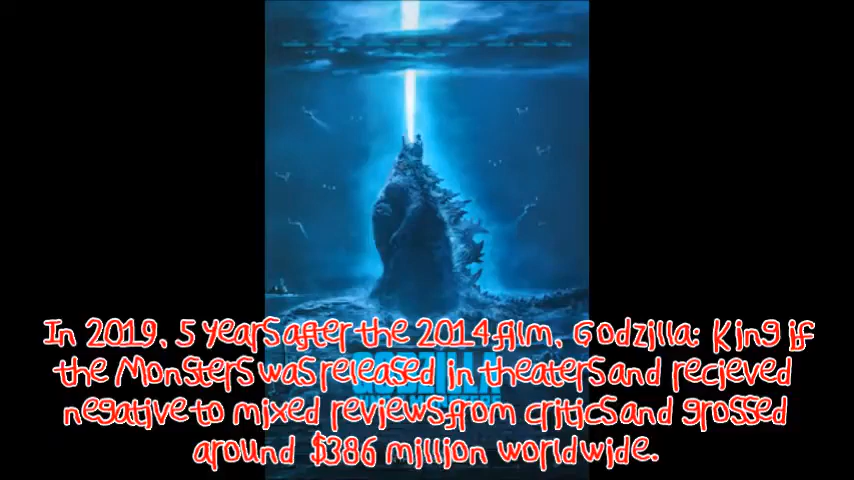 In 2019, 5 years after the 2014 film, Godzilla: King if
the Monsters was released in theaters and recieved
negative to mixed reviews from critics and grossed
around $386 million worldwide.
GODZILLA